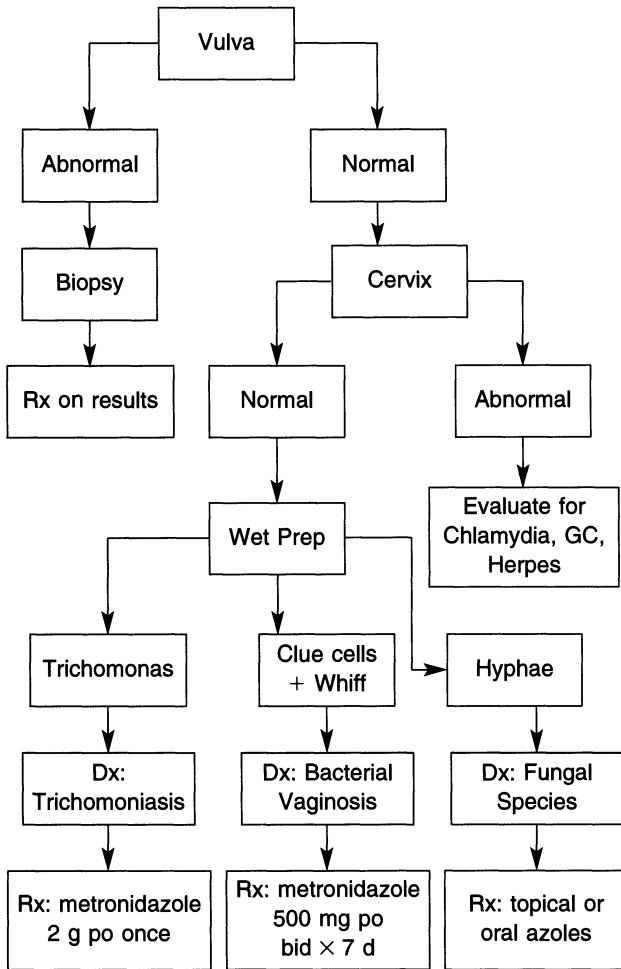 Vulva
Abnormal
Normal
Biopsy
Cervix
Rx on results
Normal
Abnormal
Wet Prep
Evaluate for
Chlamydia, GC,
Herpes
Trichomonas
Clue cells
+ Whiff
Hyphae
Dx:
Trichomoniasis
Dx: Bacterial
Vaginosis
Dx: Fungal
Species
Rx: metronidazole
2 g po once
Rx: metronidazole
500 mg po
bid × 7 d
Rx: topical or
oral azoles